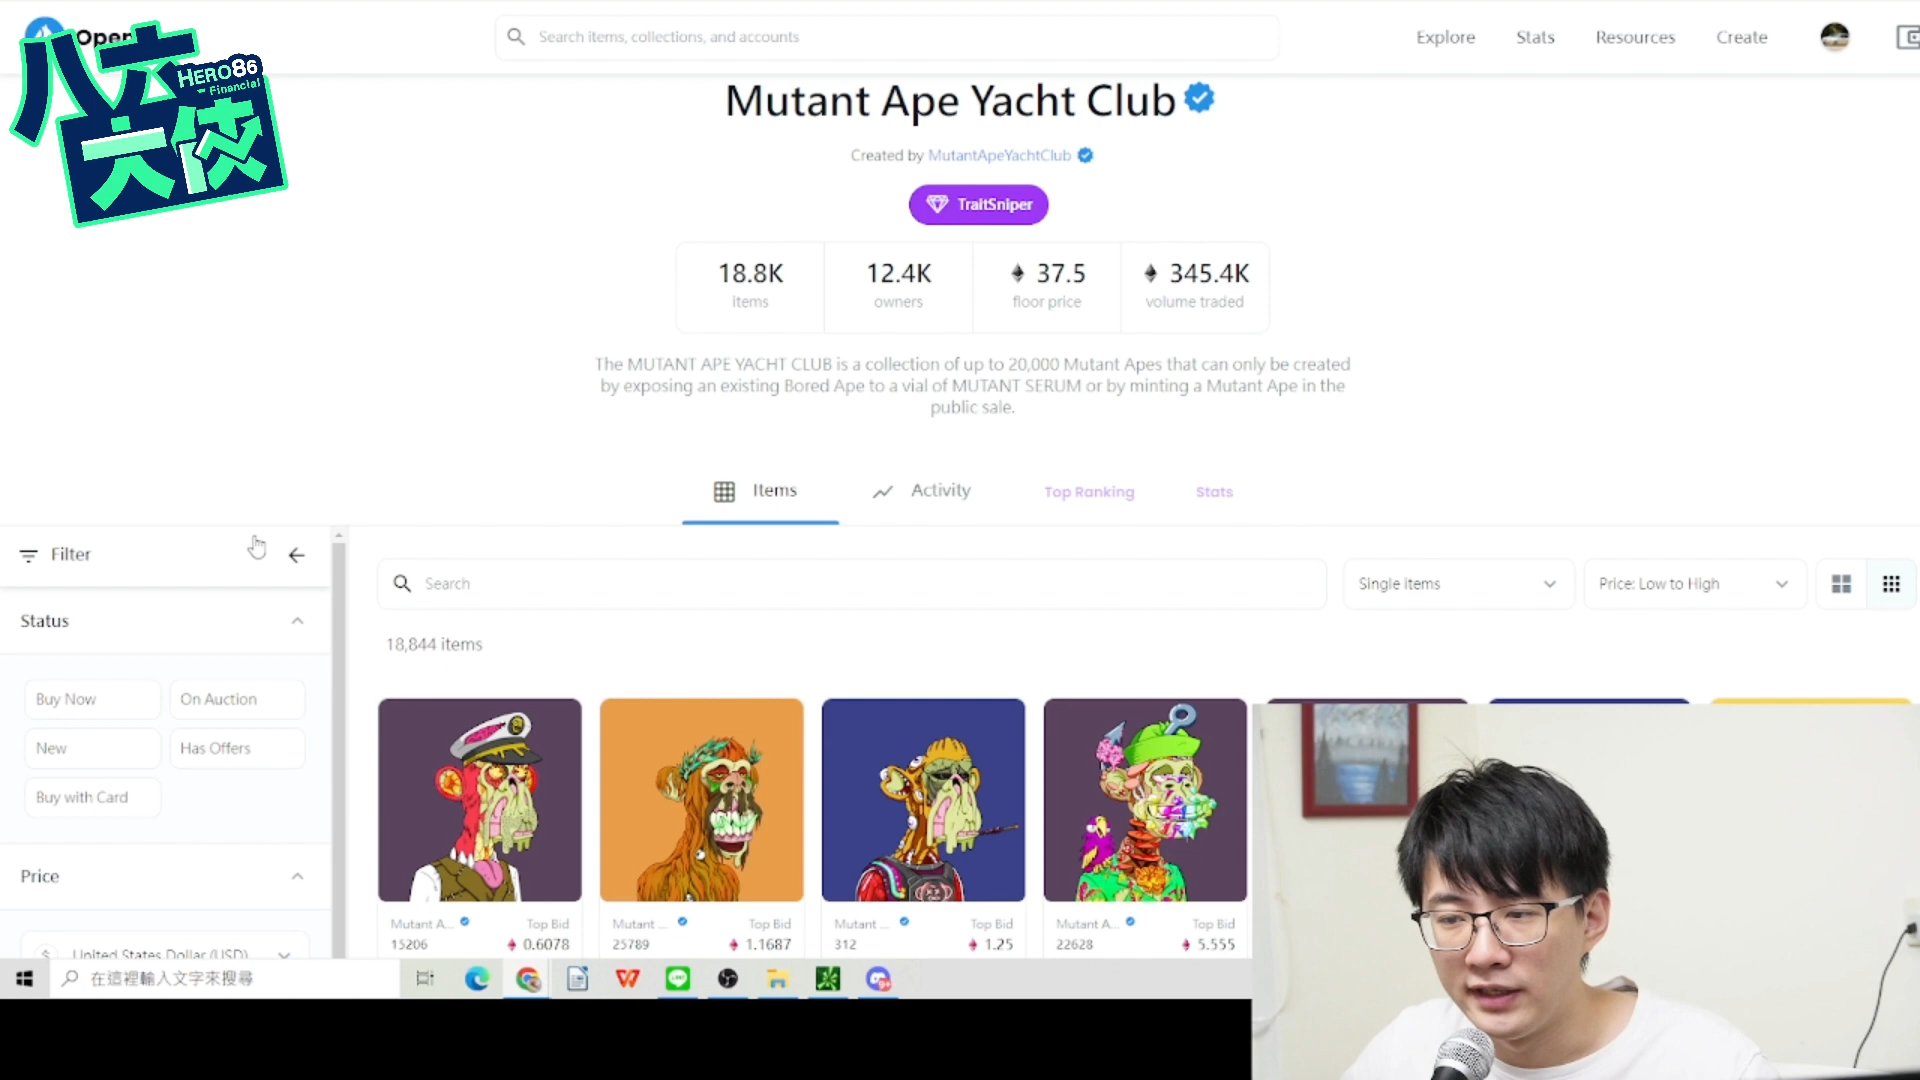 Open
八六
大俠
HERO86
Financial
Search items, collections, and accounts
Explore
Stats
Resources
Create
Mutant Ape Yacht Club
Created by MutantApeYachtClub
TraitSniper
18.8K
items
12.4K
owners
37.5
floor price
345.4K
volume traded
The MUTANT APE YACHT CLUB is a collection of up to 20,000 Mutant Apes that can only be created
by exposing an existing Bored Ape to a vial of MUTANT SERUM or by minting a Mutant Ape in the
public sale.
Items
Activity
Top Ranking
Stats
Filter
Search
Single items
Price: Low to High
Status
18,844 items
Buy Now
On Auction
New
Has Offers
Buy with Card
Price
$ United States Dollar (USD)
Mutant A... Top Bid
15206 0.6078
Mutant ... Top Bid
25789 1.1687
Mutant ... Top Bid
312 1.25
Mutant A... Top Bid
22628 5.555
在這裡輸入文字來搜尋